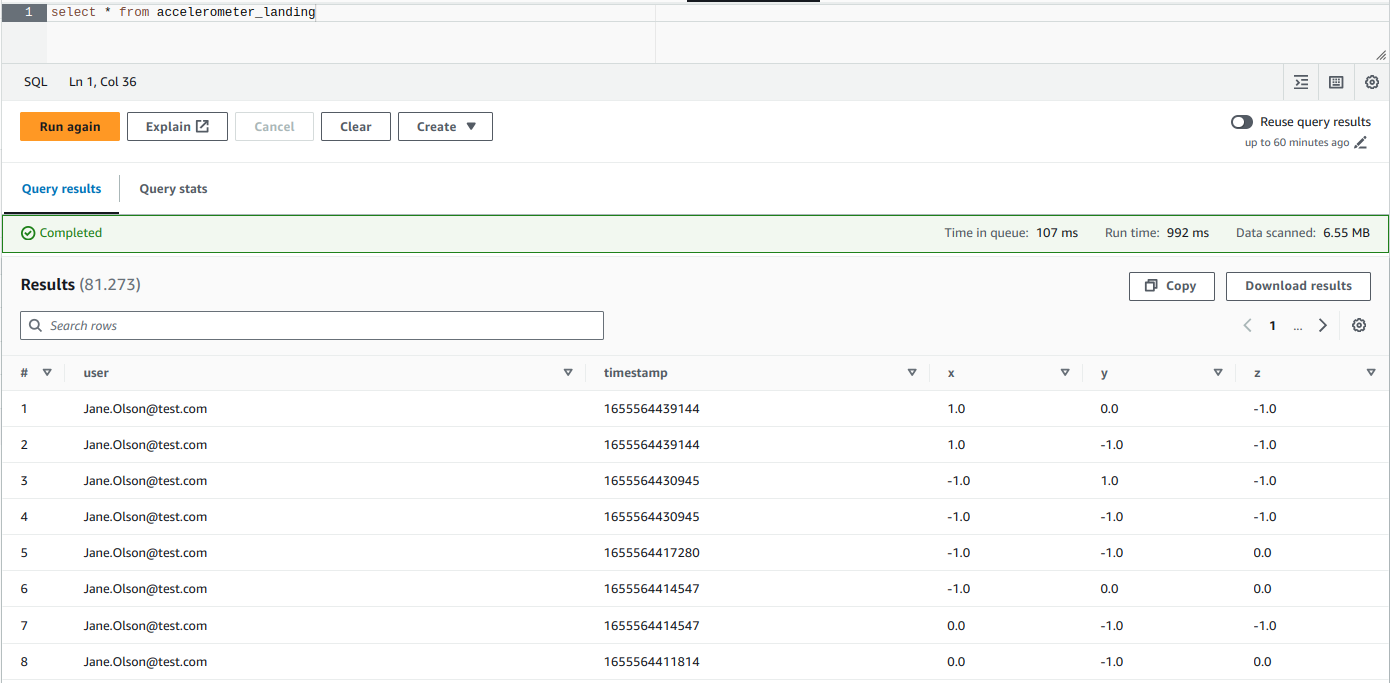 1 select * from accelerometer_landing
SQL Ln 1, Col 36
Run again Explain Cancel Clear Create Reuse query results
up to 60 minutes ago
Query results Query stats
Completed Time in queue: 107 ms Run time: 992 ms Data scanned: 6.55 MB
Results (81.273) Copy Download results
Search rows 1 ...
# user timestamp x y z
1 Jane.Olson@test.com 1655564439144 1.0 0.0 -1.0
2 Jane.Olson@test.com 1655564439144 1.0 -1.0 -1.0
3 Jane.Olson@test.com 1655564430945 -1.0 1.0 -1.0
4 Jane.Olson@test.com 1655564430945 -1.0 -1.0 -1.0
5 Jane.Olson@test.com 1655564417280 -1.0 -1.0 0.0
6 Jane.Olson@test.com 1655564414547 -1.0 0.0 0.0
7 Jane.Olson@test.com 1655564414547 0.0 -1.0 -1.0
8 Jane.Olson@test.com 1655564411814 0.0 -1.0 0.0